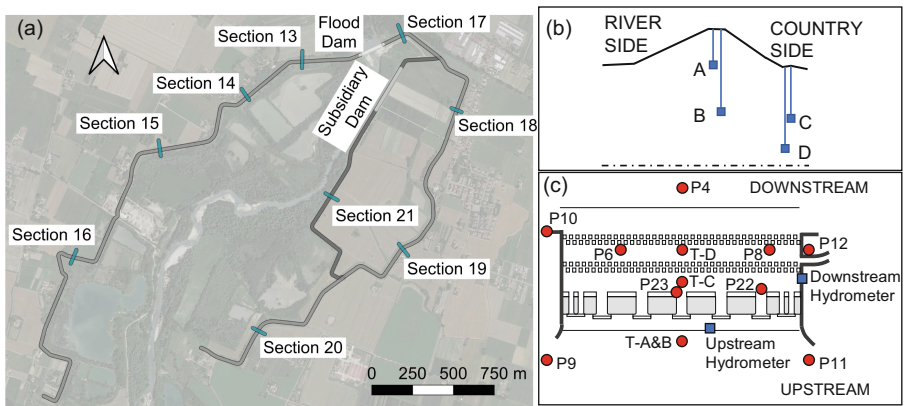 (a)
Section 17
Section 13
Flood
Dam
Section 14
Subsidiary
Dam
Section 15
Section 18
Section 21
Section 16
Section 19
Section 20
0 250 500 750 m
(b)
RIVER
SIDE
COUNTRY
SIDE
A
B
C
D
(c)
P4
DOWNSTREAM
P10
P6
T-D
P8
P12
P23
T-C
P22
Downstream
Hydrometer
T-A&B
Upstream
Hydrometer
P9
P11
UPSTREAM